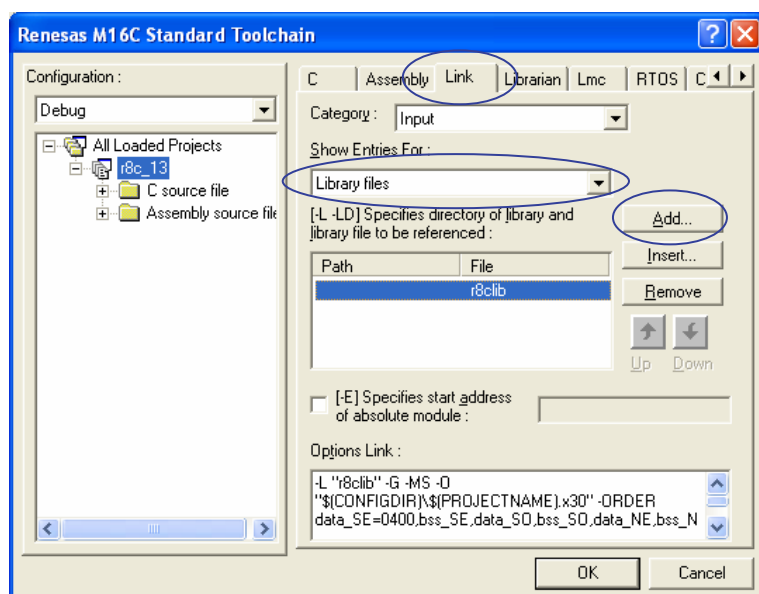 Renesas M16C Standard Toolchain
Configuration :
Debug
All Loaded Projects
r8c_13
C source file
Assembly source file
C Assembly Link Librarian Lmc RTOS C
Category : Input
Show Entries For :
Library files
[-L -LD] Specifies directory of library and
library file to be referenced :
Path File
r8clib
Add...
Insert...
Remove
Up Down
[-E] Specifies start address
of absolute module :
Options Link :
-L "r8clib" -G -MS -O
"$(CONFIGDIR)\$(PROJECTNAME).x30" -ORDER
data_SE=0400,bss_SE,data_SO,bss_SO,data_NE,bss_N
OK Cancel